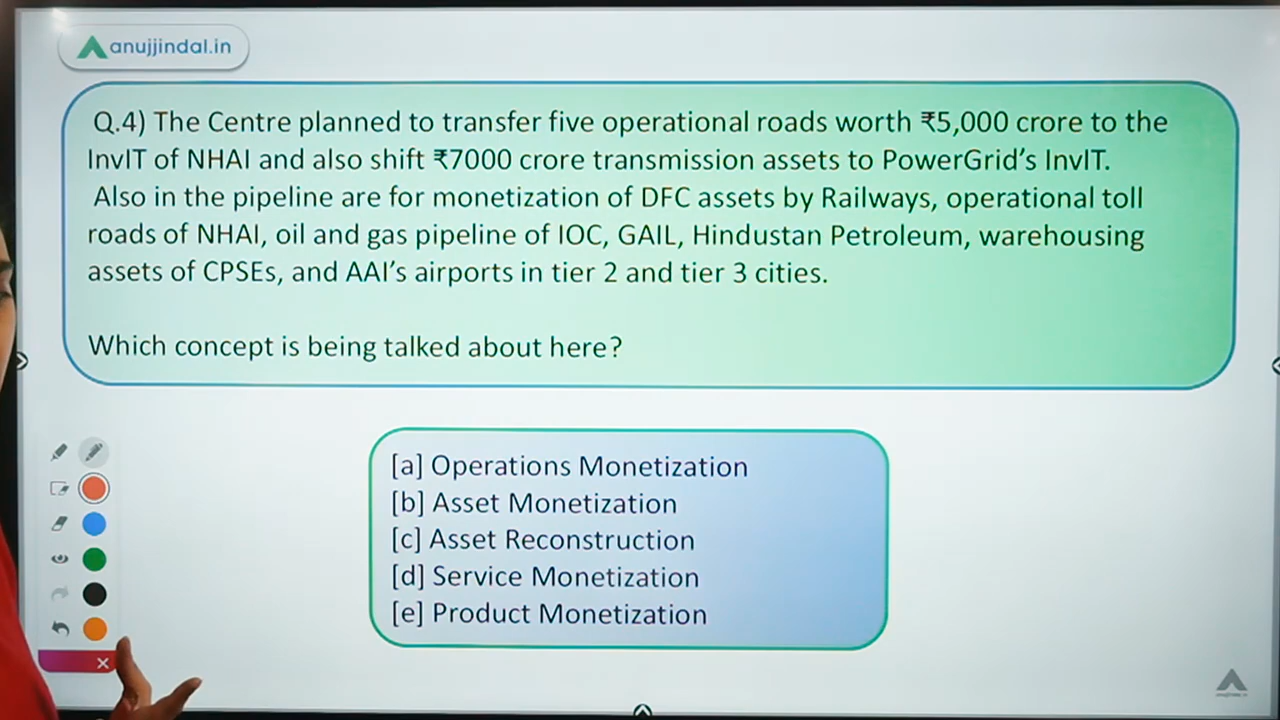 anujjindal.in
Q.4) The Centre planned to transfer five operational roads worth ₹5,000 crore to the
InvIT of NHAI and also shift ₹7000 crore transmission assets to PowerGrid's InvIT.
Also in the pipeline are for monetization of DFC assets by Railways, operational toll
roads of NHAI, oil and gas pipeline of IOC, GAIL, Hindustan Petroleum, warehousing
assets of CPSEs, and AAI's airports in tier 2 and tier 3 cities.
Which concept is being talked about here?
[a] Operations Monetization
[b] Asset Monetization
[c] Asset Reconstruction
[d] Service Monetization
[e] Product Monetization